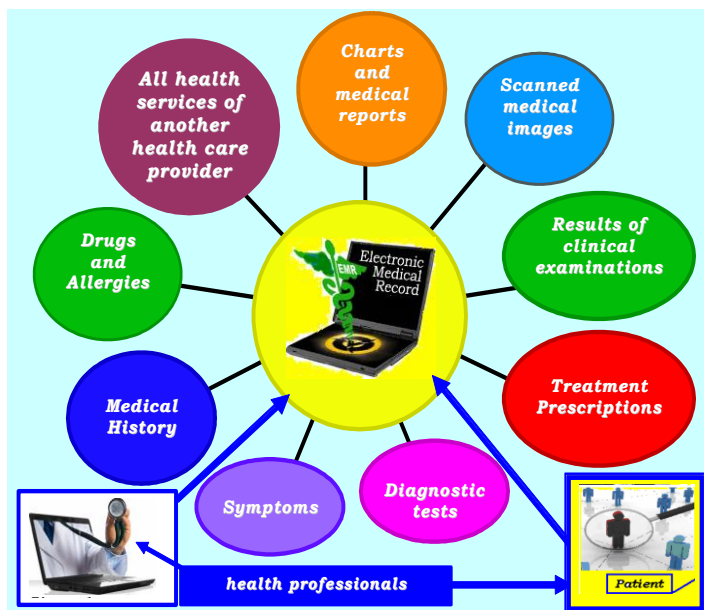 Charts
and
medical
reports
All health
services of
another
health care
provider
Scanned
medical
images
Results of
clinical
examinations
Drugs
and
Allergies
EMR
Electronic
Medical
Record
Treatment
Prescriptions
Medical
History
Symptoms
Diagnostic
tests
health professionals
Patient